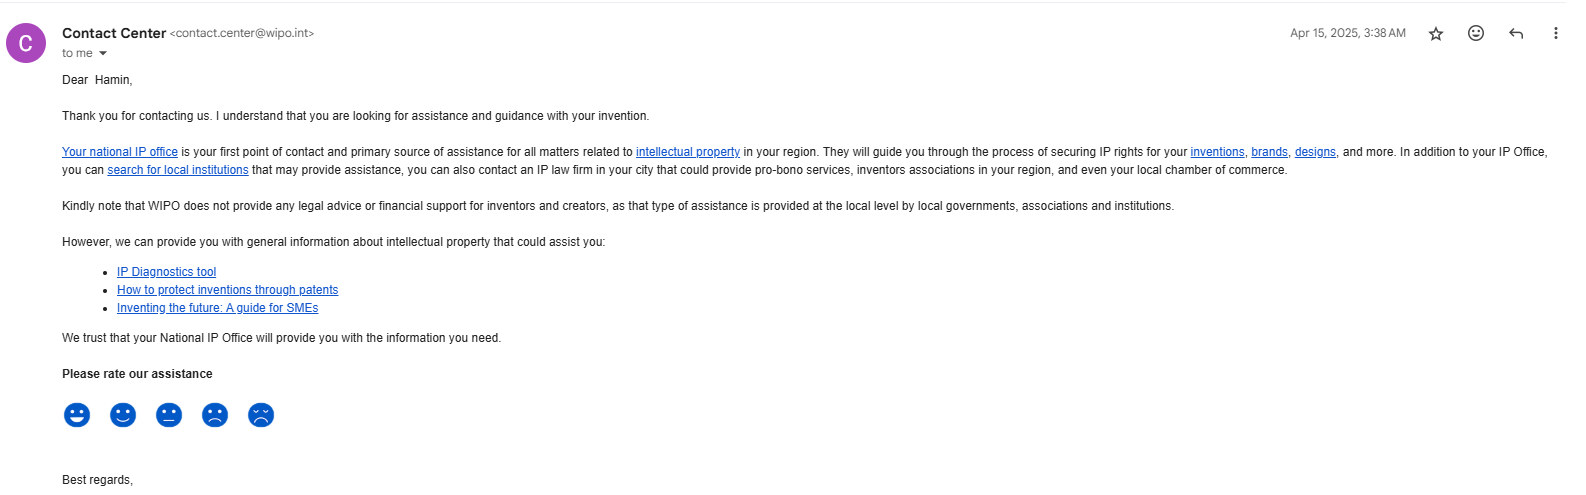 C
Contact Center <contact.center@wipo.int>
Apr 15, 2025, 3:38 AM
to me
Dear  Hamin,
Thank you for contacting us. I understand that you are looking for assistance and guidance with your invention.
Your national IP office is your first point of contact and primary source of assistance for all matters related to intellectual property in your region. They will guide you through the process of securing IP rights for your inventions, brands, designs, and more. In addition to your IP Office,
you can search for local institutions that may provide assistance, you can also contact an IP law firm in your city that could provide pro-bono services, inventors associations in your region, and even your local chamber of commerce.
Kindly note that WIPO does not provide any legal advice or financial support for inventors and creators, as that type of assistance is provided at the local level by local governments, associations and institutions.
However, we can provide you with general information about intellectual property that could assist you:
• IP Diagnostics tool
• How to protect inventions through patents
• Inventing the future: A guide for SMEs
We trust that your National IP Office will provide you with the information you need.
Please rate our assistance
Best regards,